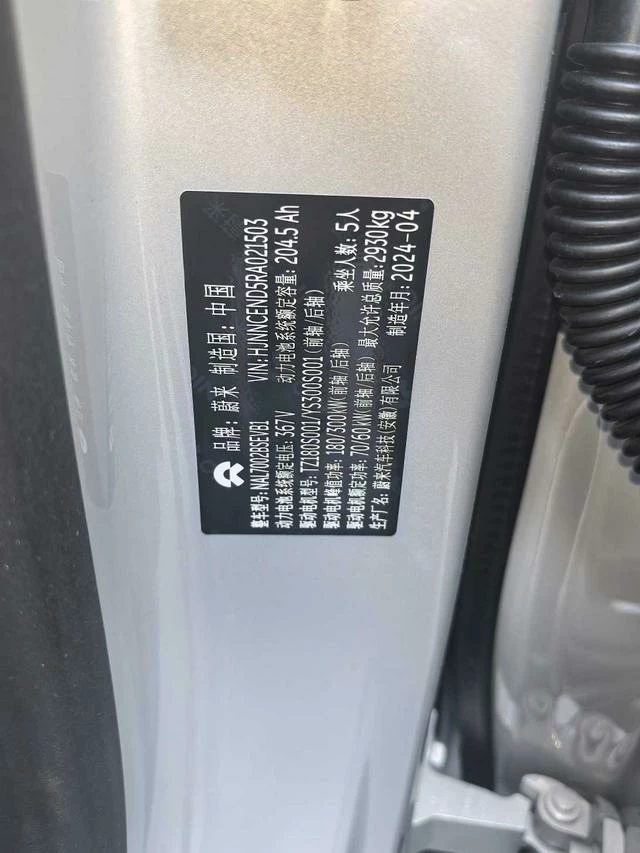 品牌: 蔚来 制造国: 中国
整车型号: NAL7002BSEVB1 VIN: HJNNCEND5RA021503
动力电池系统额定电压: 367V 动力电池系统额定容量: 204.5 Ah
驱动电机型号: TZ180S001/YS300S001 (前轴/后轴)
驱动电机峰值功率: 180/300kW (前轴/后轴) 乘坐人数: 5人
驱动电机额定功率: 70/60kW (前轴/后轴) 最大允许总质量: 2930kg
生产厂名: 蔚来汽车科技(安徽)有限公司 制造年月: 2024-04